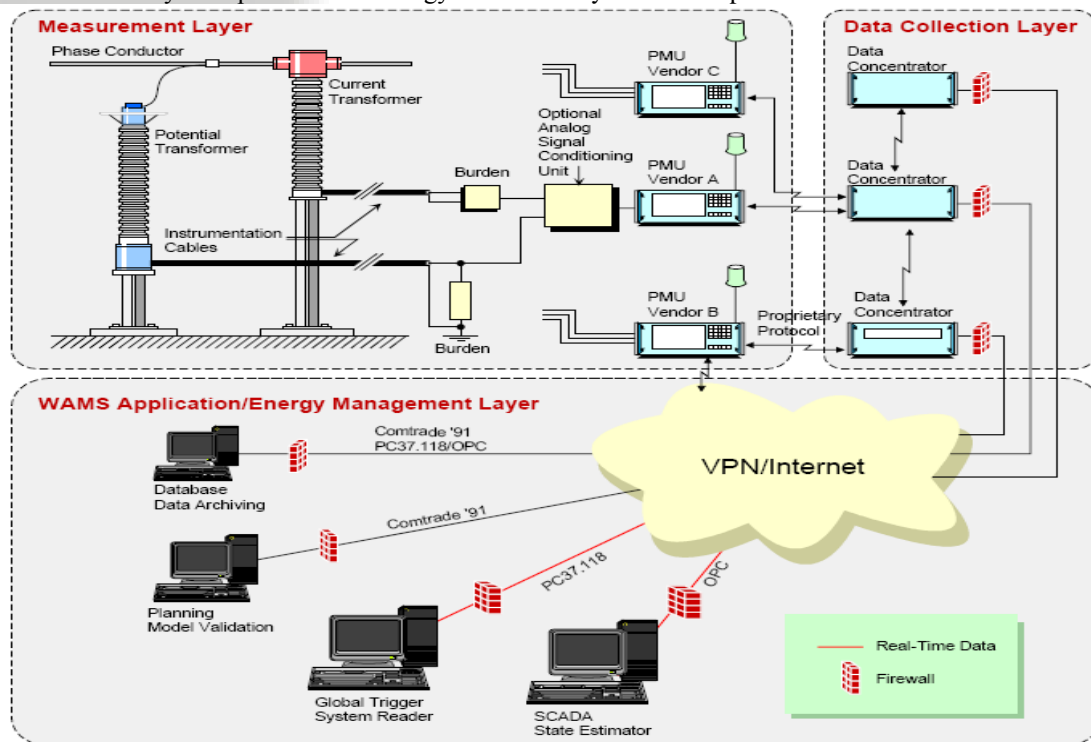 Measurement Layer
Phase Conductor
Current
Transformer
Potential
Transformer
Instrumentation
Cables
Burden
Burden
Optional
Analog
Signal
Conditioning
Unit
PMU
Vendor C
PMU
Vendor A
PMU
Vendor B
Proprietary
Protocol
Data Collection Layer
Data
Concentrator
Data
Concentrator
Data
Concentrator
WAMS Application/Energy Management Layer
Comtrade '91
PC37.118/OPC
Database
Data Archiving
Comtrade '91
Planning
Model Validation
PC37.118
Global Trigger
System Reader
OPC
SCADA
State Estimator
VPN/Internet
Real-Time Data
Firewall